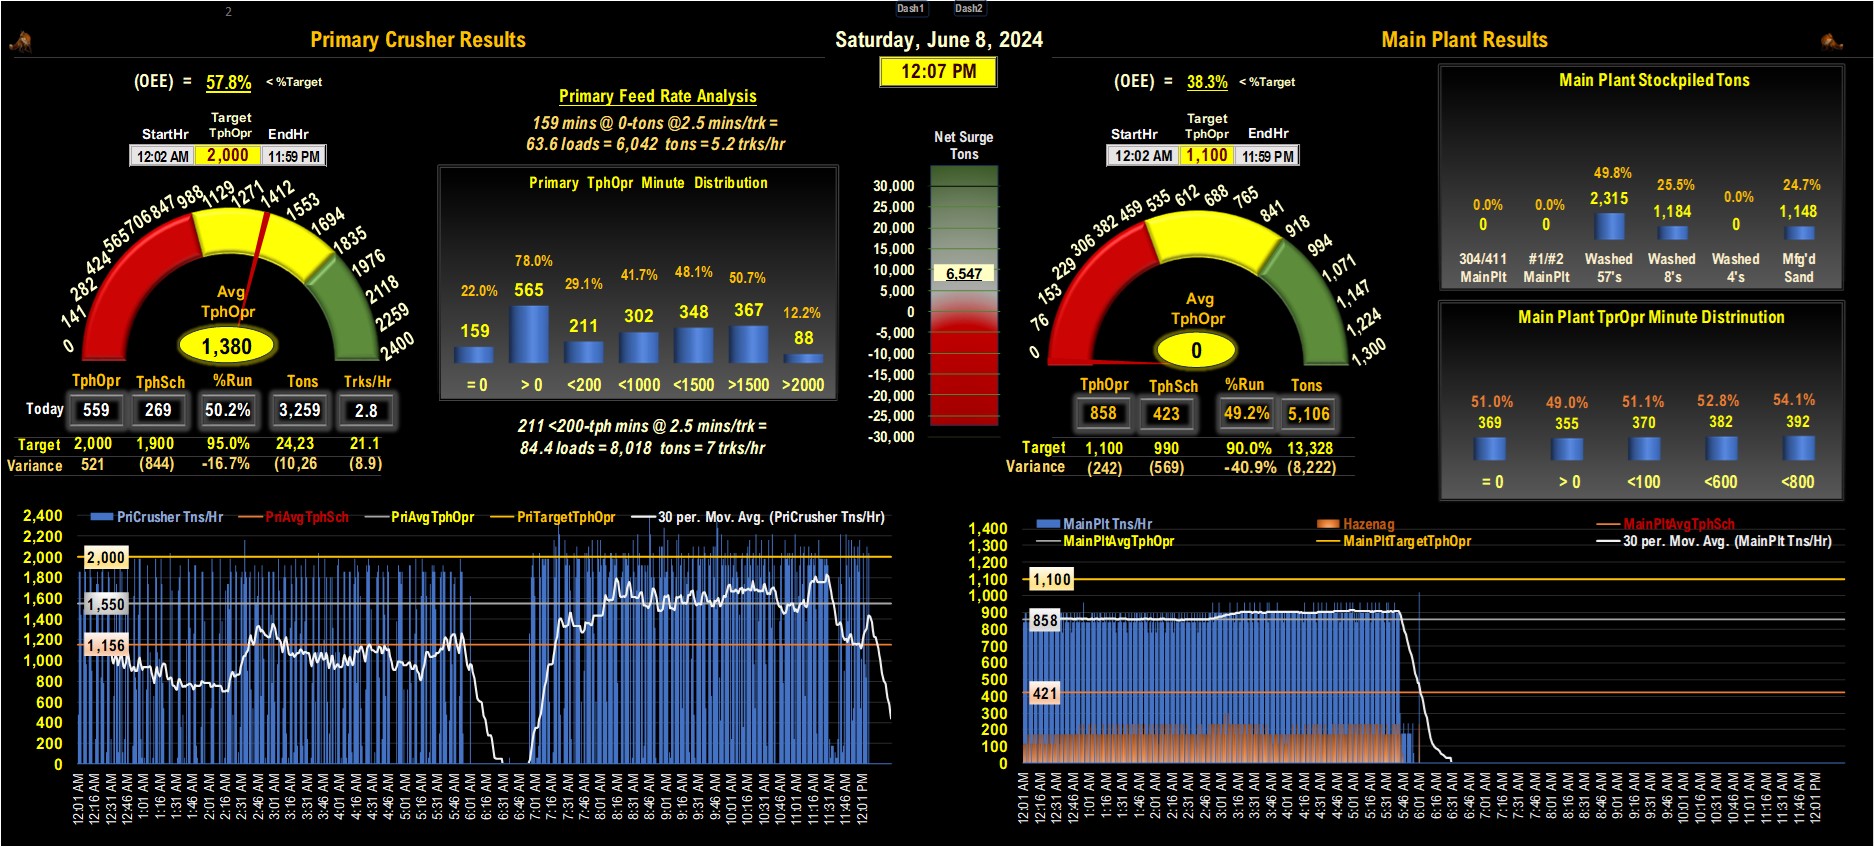 2
Dash1 Dash2
Primary Crusher Results
Saturday, June 8, 2024
Main Plant Results
12:07 PM
(OEE) = 57.8% < %Target
Target
StartHr TphOpr EndHr
12:02 AM 2,000 11:59 PM
0 141 282 424 565 706 847 988 1129 1271 1412 1553 1694 1835 1976 2118 2259 2400
Avg
TphOpr
1,380
TphOpr TphSch %Run Tons Trks/Hr
Today 559 269 50.2% 3,259 2.8
Target 2,000 1,900 95.0% 24,23 21.1
Variance 521 (844) -16.7% (10,26 (8.9)
Primary Feed Rate Analysis
159 mins @ 0-tons @2.5 mins/trk =
63.6 loads = 6,042 tons = 5.2 trks/hr
Primary TphOpr Minute Distribution
22.0% 78.0% 29.1% 41.7% 48.1% 50.7% 12.2%
159 565 211 302 348 367 88
= 0 > 0 <200 <1000 <1500 >1500 >2000
211 <200-tph mins @ 2.5 mins/trk =
84.4 loads = 8,018 tons = 7 trks/hr
Net Surge
Tons
30,000
25,000
20,000
15,000
10,000
6,547
5,000
0
-5,000
-10,000
-15,000
-20,000
-25,000
-30,000
(OEE) = 38.3% < %Target
Target
StartHr TphOpr EndHr
12:02 AM 1,100 11:59 PM
0 76 153 229 306 382 459 535 612 688 765 841 918 994 1,071 1,147 1,224 1,300
Avg
TphOpr
0
TphOpr TphSch %Run Tons
858 423 49.2% 5,106
Target 1,100 990 90.0% 13,328
Variance (242) (569) -40.9% (8,222)
Main Plant Stockpiled Tons
0.0% 0.0% 49.8% 25.5% 0.0% 24.7%
0 0 2,315 1,184 0 1,148
304/411 #1/#2 Washed Washed Washed Mfg'd
MainPlt MainPlt 57's 8's 4's Sand
Main Plant TprOpr Minute Distrinution
51.0% 49.0% 51.1% 52.8% 54.1%
369 355 370 382 392
= 0 > 0 <100 <600 <800
PriCrusher Tns/Hr PriAvgTphSch PriAvgTphOpr PriTargetTphOpr 30 per. Mov. Avg. (PriCrusher Tns/Hr)
2,400
2,200
2,000
1,800
1,600
1,400
1,200
1,000
800
600
400
200
0
2,000
1,550
1,156
12:01 AM 12:16 AM 12:31 AM 12:46 AM 1:01 AM 1:16 AM 1:31 AM 1:46 AM 2:01 AM 2:16 AM 2:31 AM 2:46 AM 3:01 AM 3:16 AM 3:31 AM 3:46 AM 4:01 AM 4:16 AM 4:31 AM 4:46 AM 5:01 AM 5:16 AM 5:31 AM 5:46 AM 6:01 AM 6:16 AM 6:31 AM 6:46 AM 7:01 AM 7:16 AM 7:31 AM 7:46 AM 8:01 AM 8:16 AM 8:31 AM 8:46 AM 9:01 AM 9:16 AM 9:31 AM 9:46 AM 10:01 AM 10:16 AM 10:31 AM 10:46 AM 11:01 AM 11:16 AM 11:31 AM 11:46 AM 12:01 PM
MainPlt Tns/Hr Hazenag MainPltAvgTphSch
MainPltAvgTphOpr MainPltTargetTphOpr 30 per. Mov. Avg. (MainPlt Tns/Hr)
1,400
1,300
1,200
1,100
1,000
900
800
700
600
500
400
300
200
100
0
1,100
858
421
12:01 AM 12:16 AM 12:31 AM 12:46 AM 1:01 AM 1:16 AM 1:31 AM 1:46 AM 2:01 AM 2:16 AM 2:31 AM 2:46 AM 3:01 AM 3:16 AM 3:31 AM 3:46 AM 4:01 AM 4:16 AM 4:31 AM 4:46 AM 5:01 AM 5:16 AM 5:31 AM 5:46 AM 6:01 AM 6:16 AM 6:31 AM 6:46 AM 7:01 AM 7:16 AM 7:31 AM 7:46 AM 8:01 AM 8:16 AM 8:31 AM 8:46 AM 9:01 AM 9:16 AM 9:31 AM 9:46 AM 10:01 AM 10:16 AM 10:31 AM 10:46 AM 11:01 AM 11:16 AM 11:31 AM 11:46 AM 12:01 PM